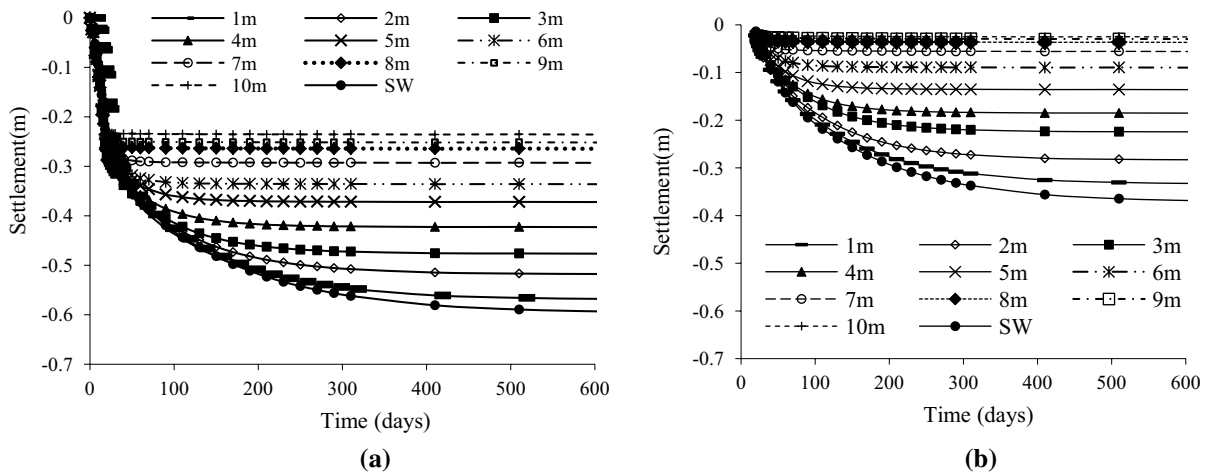 0
-0.1
-0.2
-0.3
-0.4
-0.5
-0.6
-0.7
Settlement(m)
1m 2m 3m
4m 5m 6m
7m 8m 9m
10m SW
0 100 200 300 400 500 600
Time (days)
(a)
0
-0.1
-0.2
-0.3
-0.4
-0.5
-0.6
-0.7
Settlement(m)
1m 2m 3m
4m 5m 6m
7m 8m 9m
10m SW
0 100 200 300 400 500 600
Time (days)
(b)